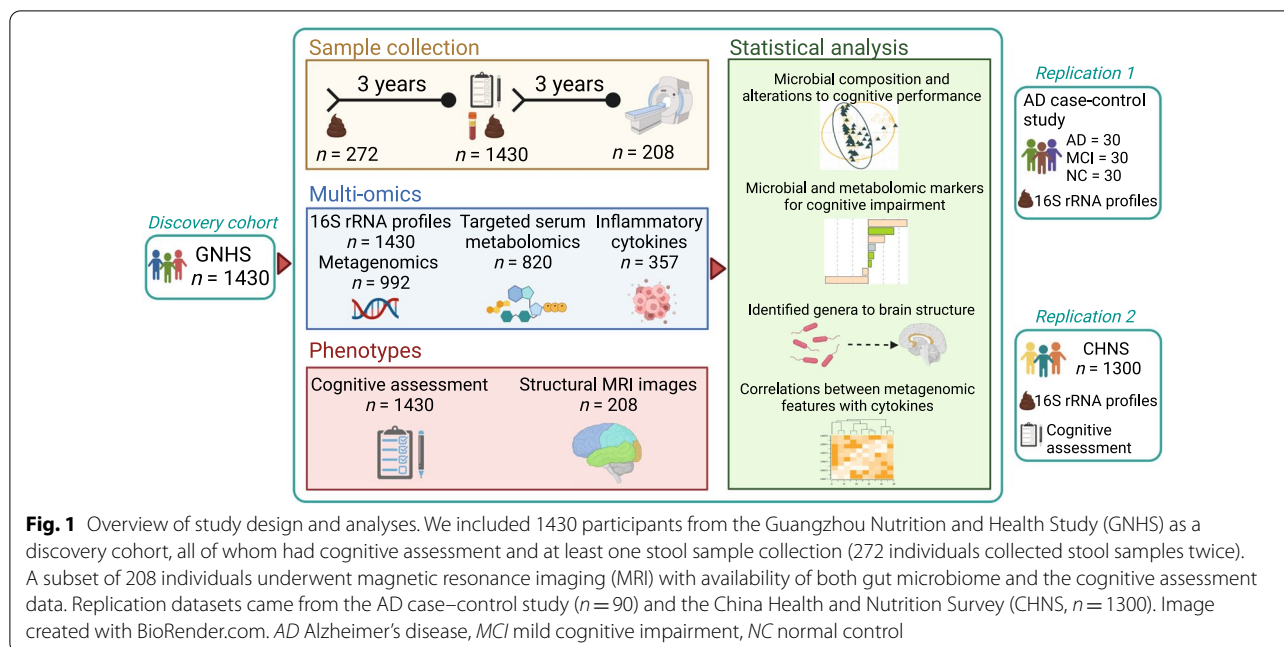 Discovery cohort
GNHS
n = 1430
Sample collection
3 years
3 years
n = 272
n = 1430
n = 208
Multi-omics
16S rRNA profiles
n = 1430
Metagenomics
n = 992
Targeted serum
metabolomics
n = 820
Inflammatory
cytokines
n = 357
Phenotypes
Cognitive assessment
n = 1430
Structural MRI images
n = 208
Statistical analysis
Microbial composition and
alterations to cognitive performance
Microbial and metabolomic markers
for cognitive impairment
Identified genera to brain structure
Correlations between metagenomic
features with cytokines
Replication 1
AD case-control
study
AD = 30
MCI = 30
NC = 30
16S rRNA profiles
Replication 2
CHNS
n = 1300
16S rRNA profiles
Cognitive
assessment
Fig. 1 Overview of study design and analyses. We included 1430 participants from the Guangzhou Nutrition and Health Study (GNHS) as a
discovery cohort, all of whom had cognitive assessment and at least one stool sample collection (272 individuals collected stool samples twice).
A subset of 208 individuals underwent magnetic resonance imaging (MRI) with availability of both gut microbiome and the cognitive assessment
data. Replication datasets came from the AD case–control study (n = 90) and the China Health and Nutrition Survey (CHNS, n = 1300). Image
created with BioRender.com. AD Alzheimer's disease, MCI mild cognitive impairment, NC normal control